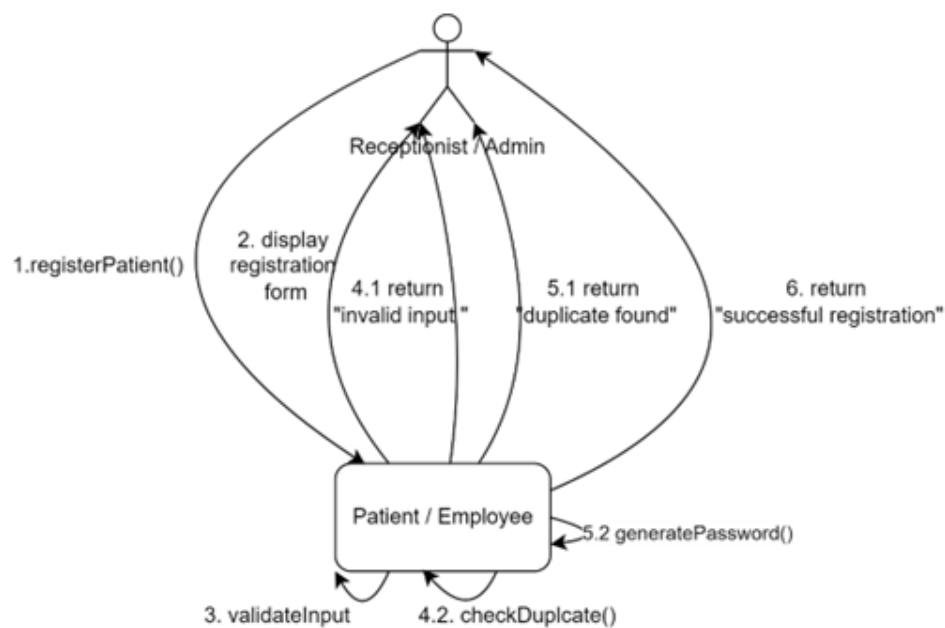 Receptionist / Admin
1.registerPatient()
2. display
registration
form
4.1 return
"invalid input "
5.1 return
"duplicate found"
6. return
"successful registration"
Patient / Employee
5.2 generatePassword()
3. validateInput
4.2. checkDuplcate()